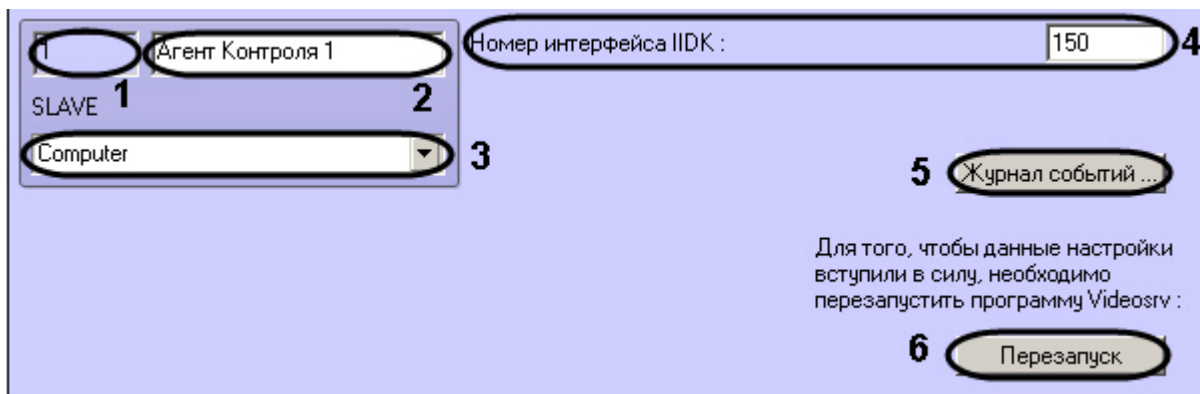 1 Агент Контроля 1 Номер интерфейса IIDK : 150 4
SLAVE 1 2
Computer 3
5 Журнал событий ...
Для того, чтобы данные настройки
вступили в силу, необходимо
перезапустить программу Videosrv :
6 Перезапуск